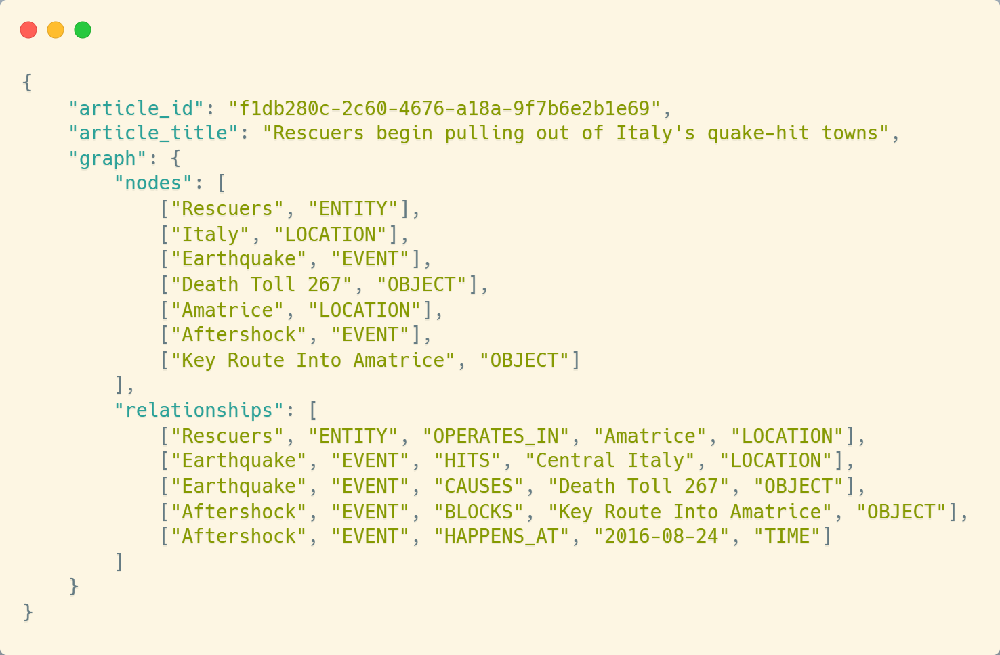 {
    "article_id": "f1db280c-2c60-4676-a18a-9f7b6e2b1e69",
    "article_title": "Rescuers begin pulling out of Italy's quake-hit towns",
    "graph": {
        "nodes": [
            ["Rescuers", "ENTITY"],
            ["Italy", "LOCATION"],
            ["Earthquake", "EVENT"],
            ["Death Toll 267", "OBJECT"],
            ["Amatrice", "LOCATION"],
            ["Aftershock", "EVENT"],
            ["Key Route Into Amatrice", "OBJECT"]
        ],
        "relationships": [
            ["Rescuers", "ENTITY", "OPERATES_IN", "Amatrice", "LOCATION"],
            ["Earthquake", "EVENT", "HITS", "Central Italy", "LOCATION"],
            ["Earthquake", "EVENT", "CAUSES", "Death Toll 267", "OBJECT"],
            ["Aftershock", "EVENT", "BLOCKS", "Key Route Into Amatrice", "OBJECT"],
            ["Aftershock", "EVENT", "HAPPENS_AT", "2016-08-24", "TIME"]
        ]
    }
}